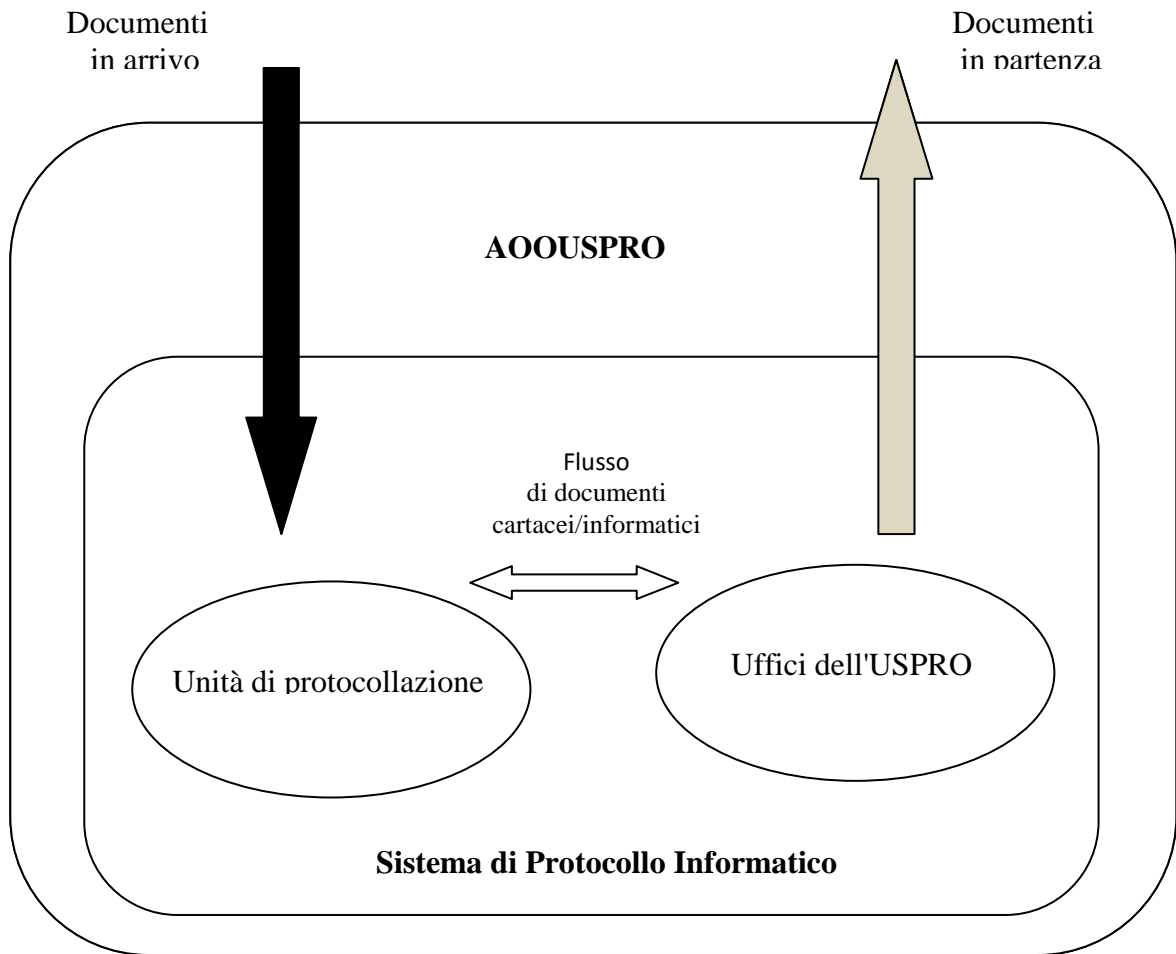 Documenti
in arrivo
Documenti
in partenza
AOOUSPRO
Flusso
di documenti
cartacei/informatici
Unità di protocollazione
Uffici dell'USPRO
Sistema di Protocollo Informatico